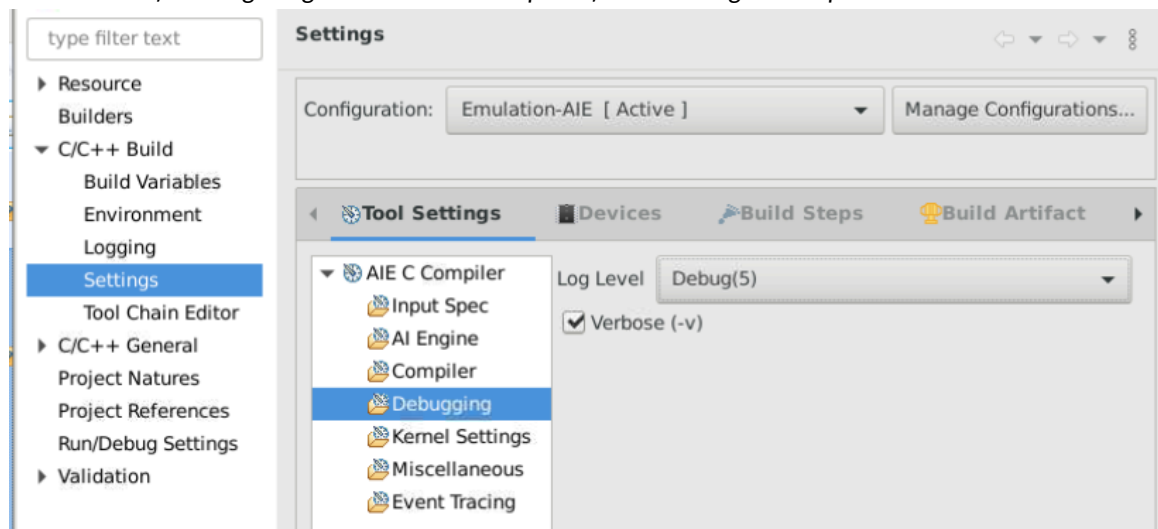 type filter text
Resource
Builders
C/C++ Build
Build Variables
Environment
Logging
Settings
Tool Chain Editor
C/C++ General
Project Natures
Project References
Run/Debug Settings
Validation
Settings
Configuration: Emulation-AIE [ Active ] Manage Configurations...
Tool Settings Devices Build Steps Build Artifact
AIE C Compiler
Input Spec
AI Engine
Compiler
Debugging
Kernel Settings
Miscellaneous
Event Tracing
Log Level Debug(5)
Verbose (-v)